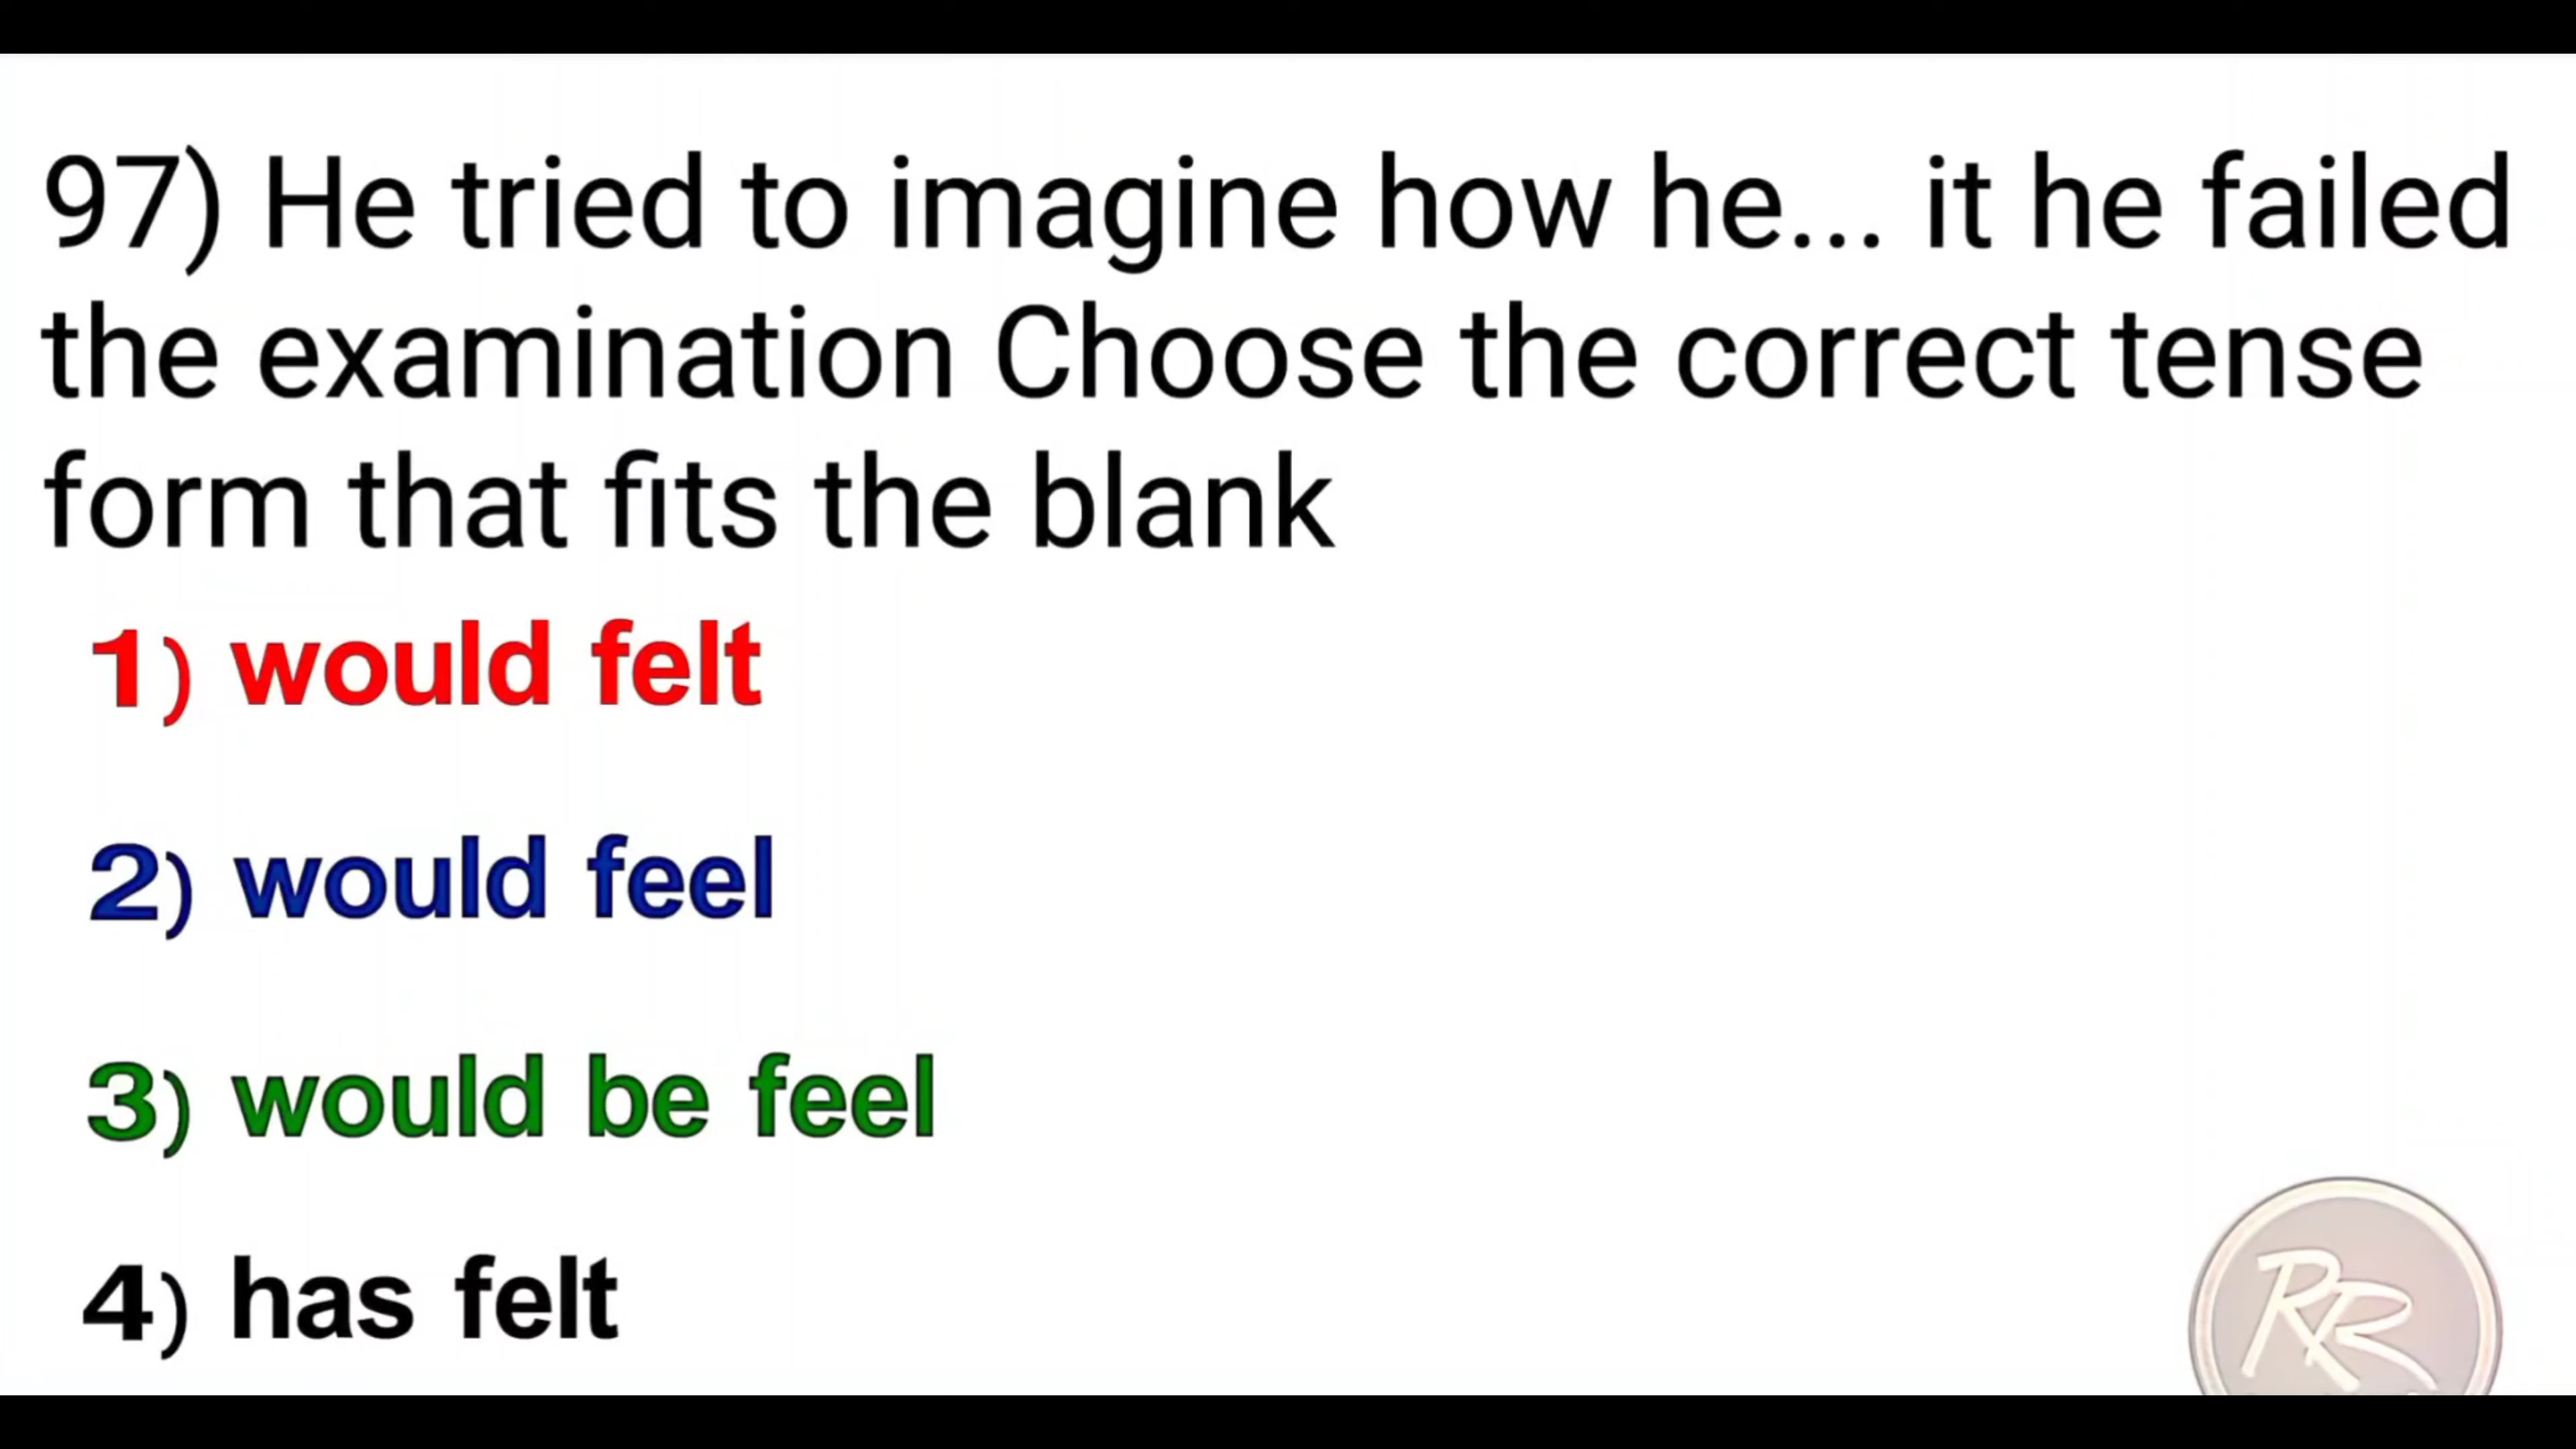 97) He tried to imagine how he... it he failed
the examination Choose the correct tense
form that fits the blank
1) would felt
2) would feel
3) would be feel
4) has felt
RR